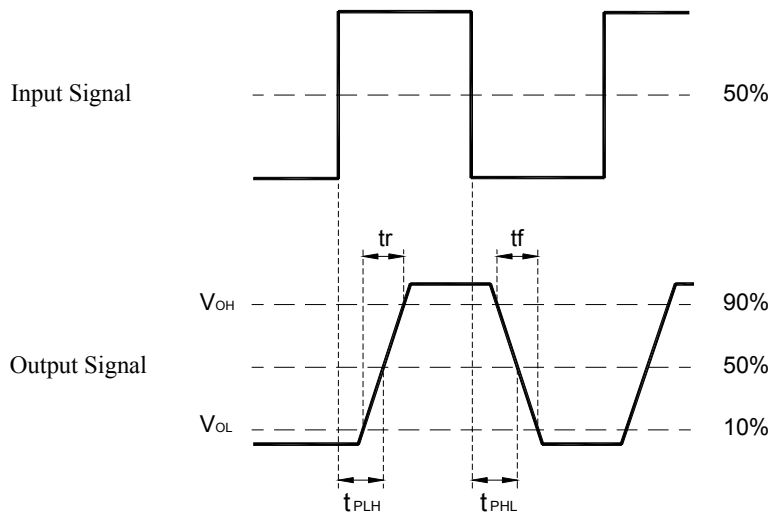 Input Signal
50%
tr
tf
VOH
90%
Output Signal
50%
VOL
10%
tPLH
tPHL